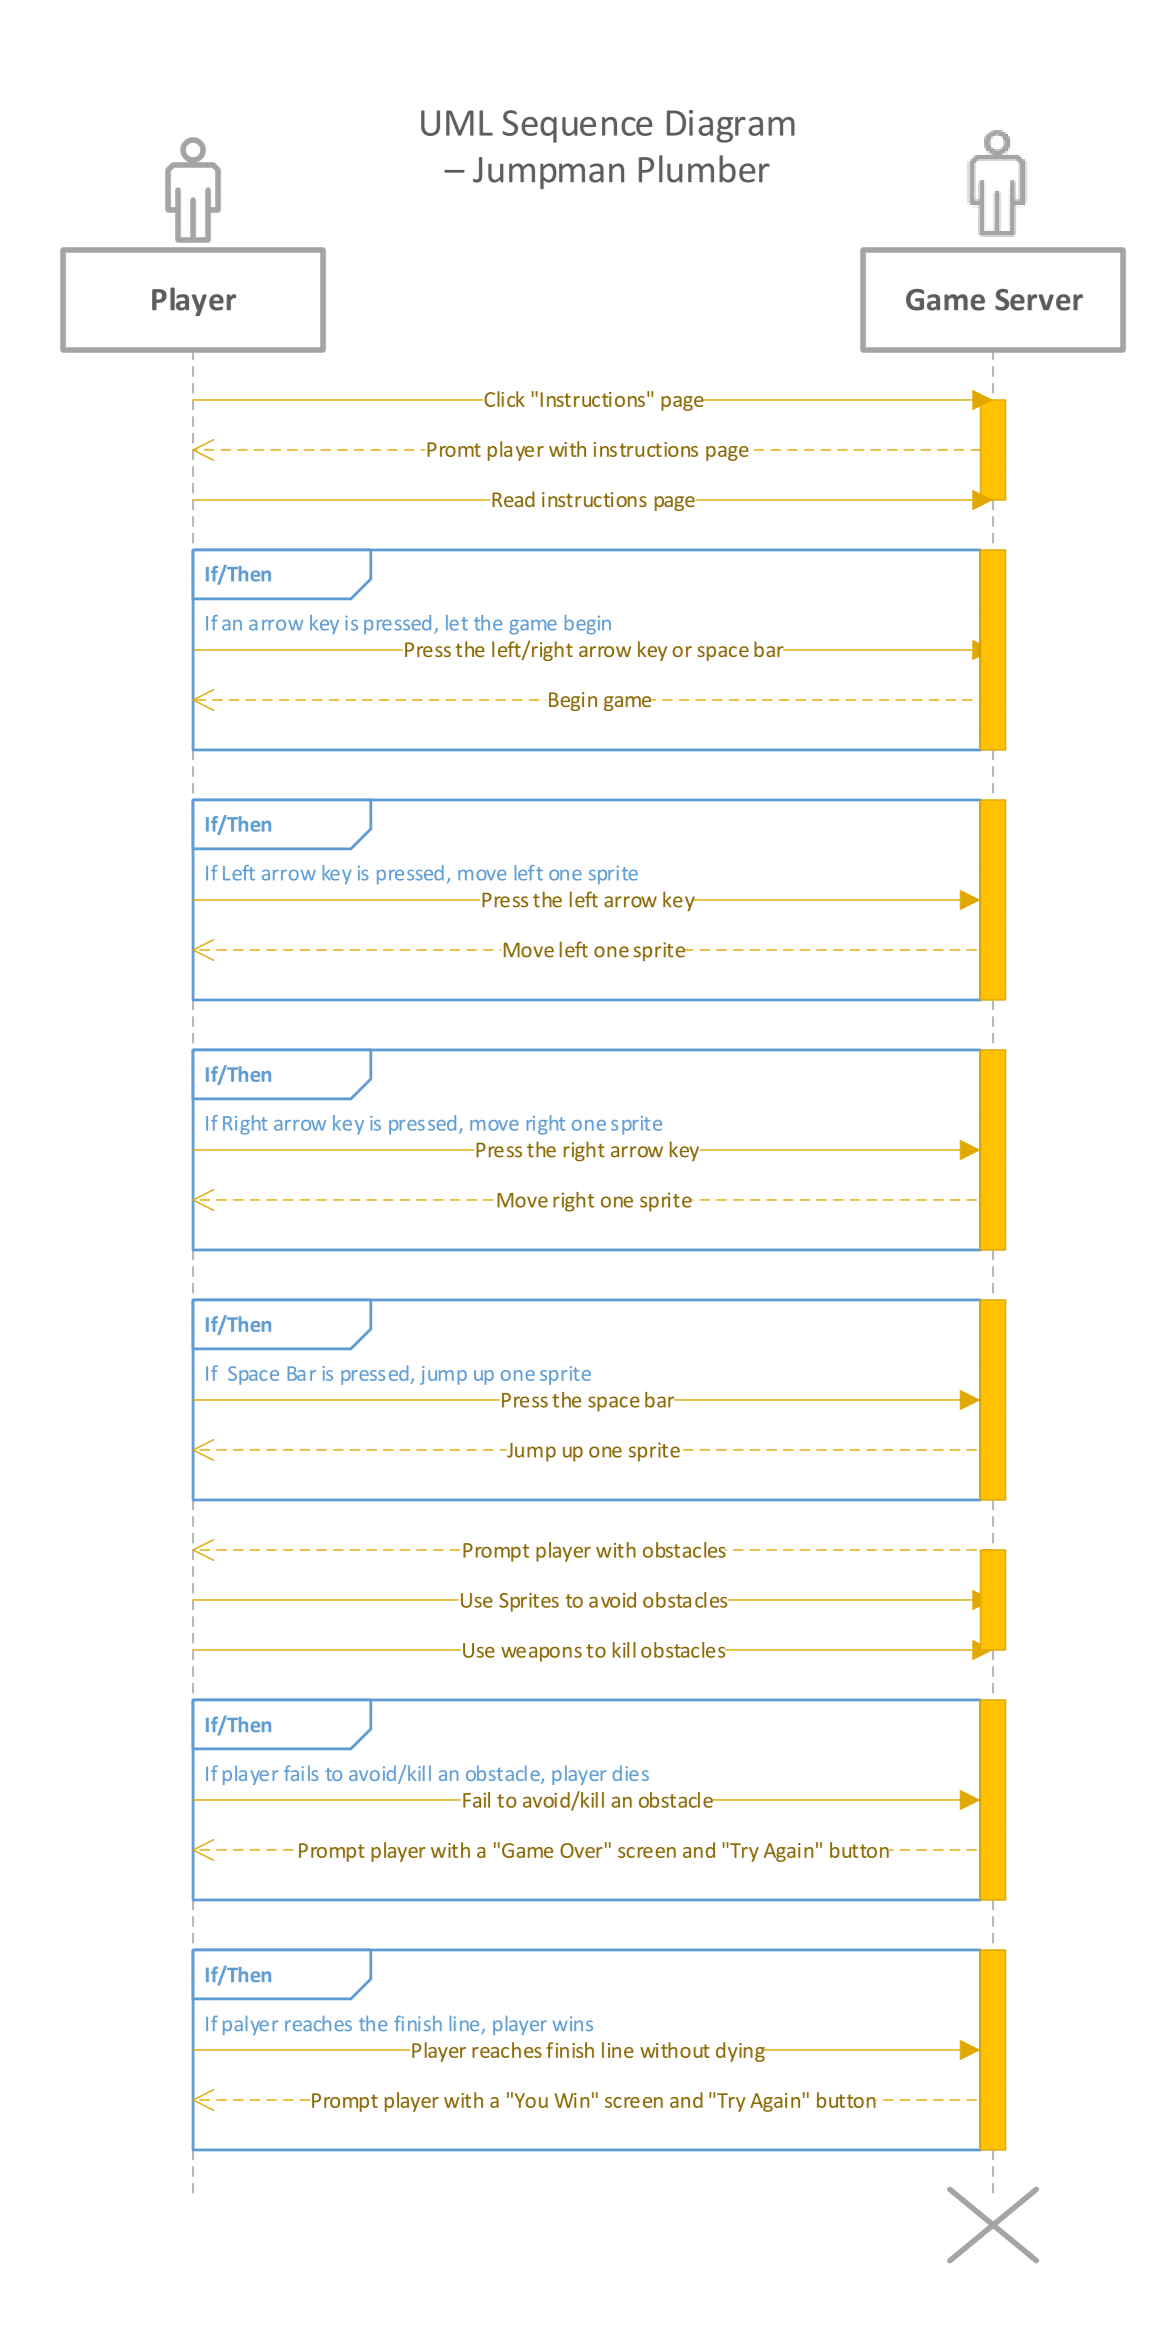 UML Sequence Diagram
– Jumpman Plumber
Player
Game Server
Click "Instructions" page
Promt player with instructions page
Read instructions page
If/Then
If an arrow key is pressed, let the game begin
Press the left/right arrow key or space bar
Begin game
If/Then
If Left arrow key is pressed, move left one sprite
Press the left arrow key
Move left one sprite
If/Then
If Right arrow key is pressed, move right one sprite
Press the right arrow key
Move right one sprite
If/Then
If  Space Bar is pressed, jump up one sprite
Press the space bar
Jump up one sprite
Prompt player with obstacles
Use Sprites to avoid obstacles
Use weapons to kill obstacles
If/Then
If player fails to avoid/kill an obstacle, player dies
Fail to avoid/kill an obstacle
Prompt player with a "Game Over" screen and "Try Again" button
If/Then
If palyer reaches the finish line, player wins
Player reaches finish line without dying
Prompt player with a "You Win" screen and "Try Again" button